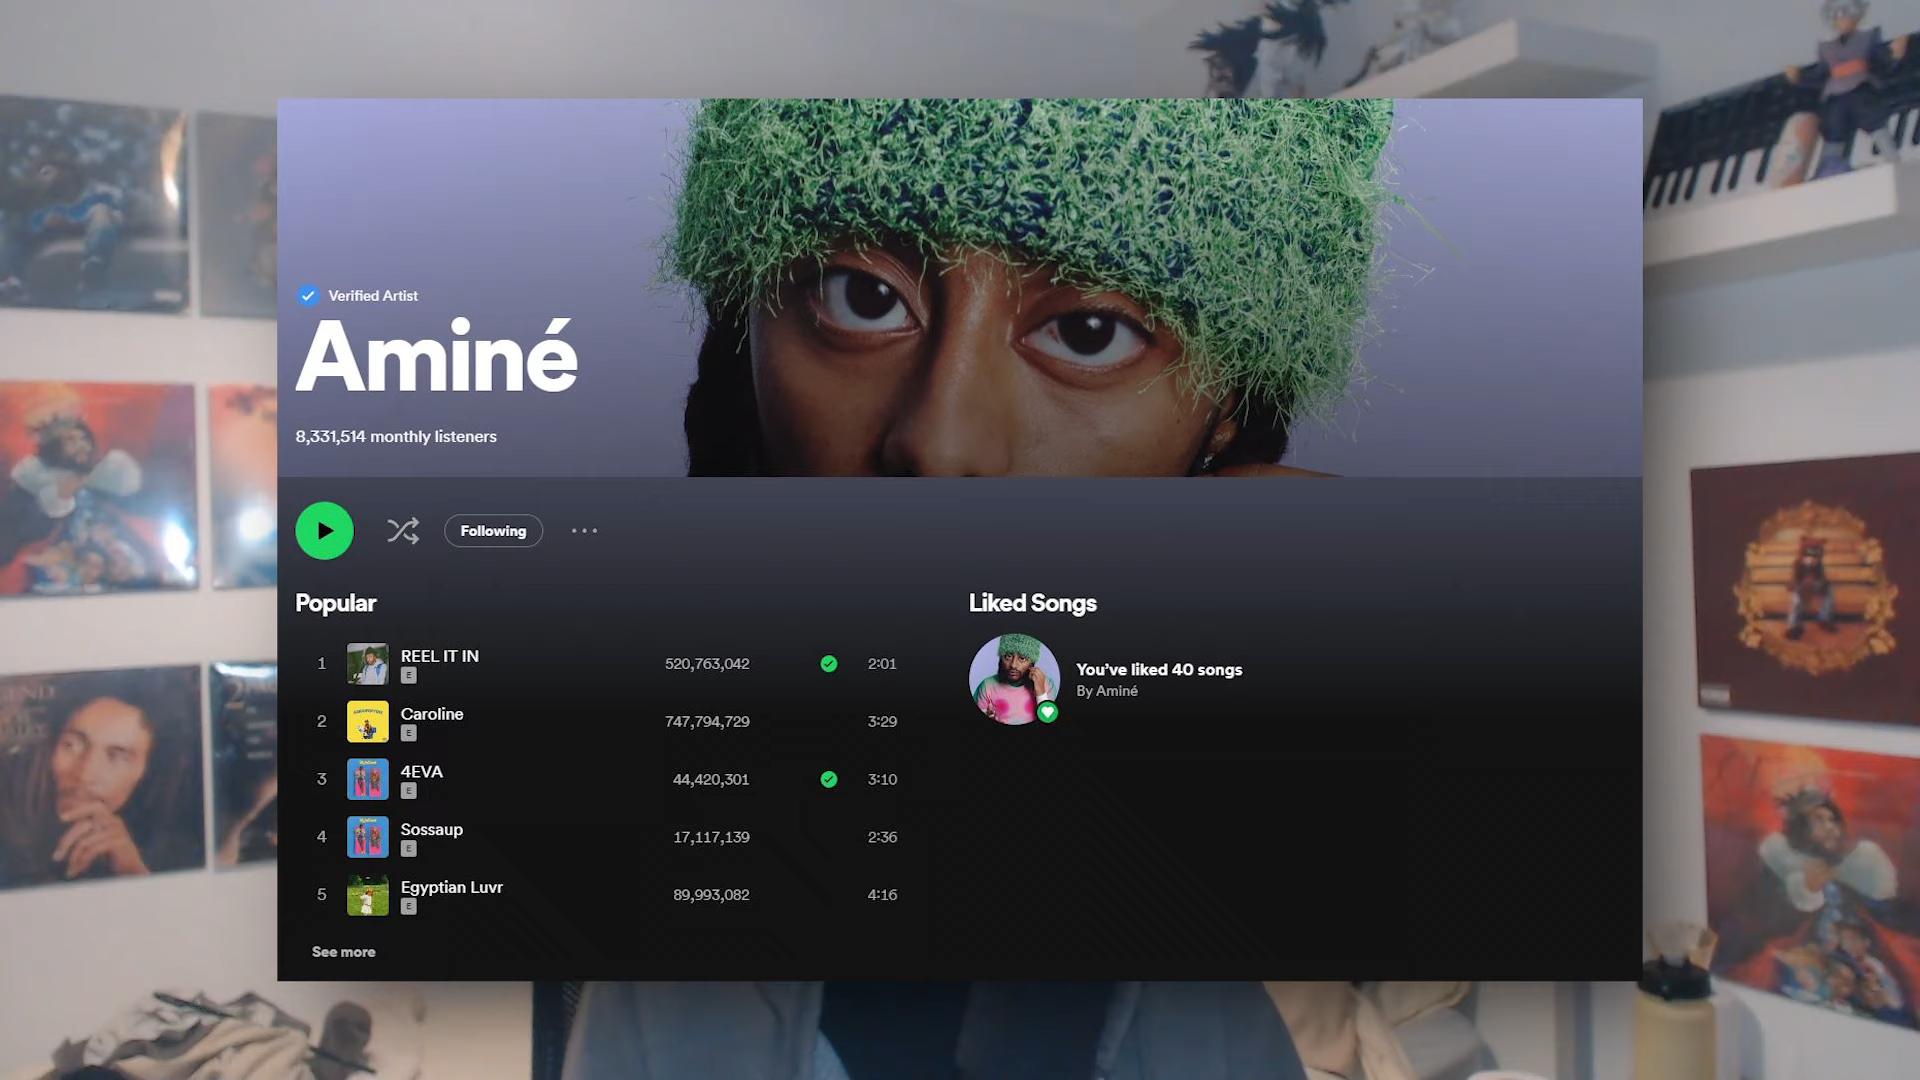 Verified Artist
Aminé
8,331,514 monthly listeners
Following
Popular
1 REEL IT IN 520,763,042 2:01
E
2 Caroline 747,794,729 3:29
E
3 4EVA 44,420,301 3:10
E
4 Sossaup 17,117,139 2:36
E
5 Egyptian Luvr 89,993,082 4:16
E
See more
Liked Songs
You've liked 40 songs
By Aminé